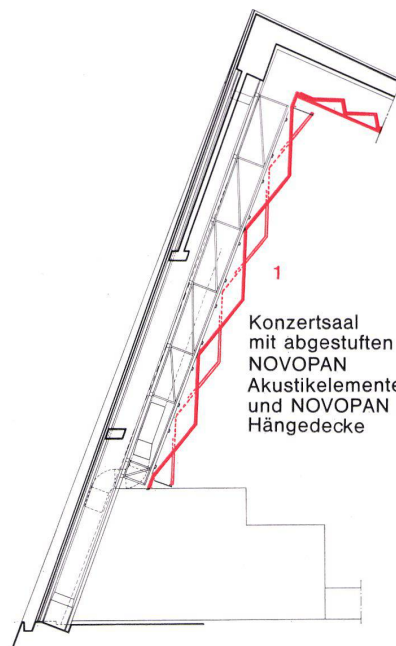 1
Konzertsaal
mit abgestuften
NOVOPAN
Akustikelemente
und NOVOPAN
Hängedecke